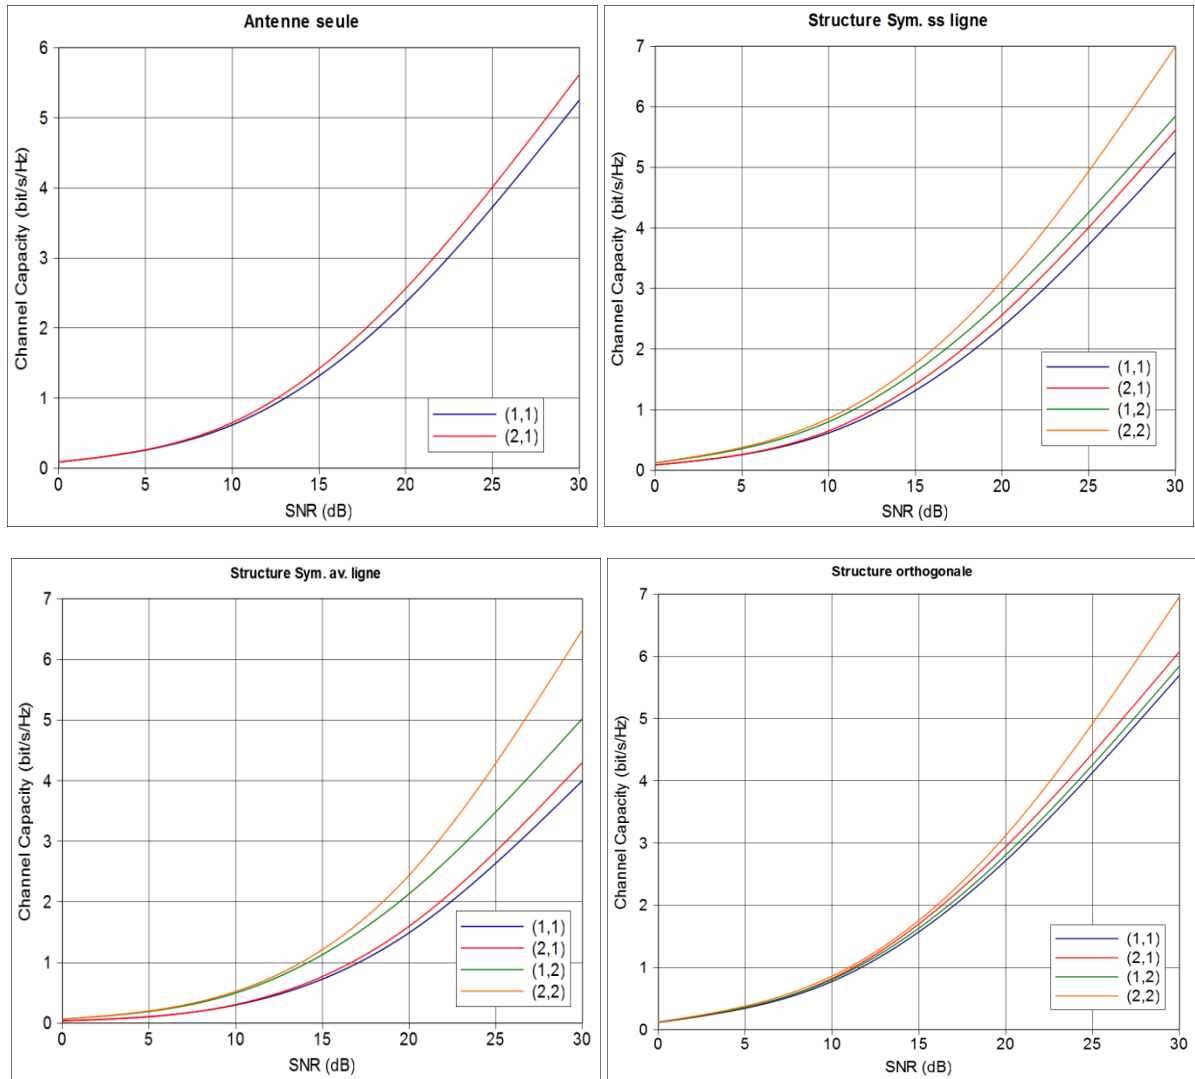 Antenne seule
6
5
4
3
2
1
0
Channel Capacity (bit/s/Hz)
(1,1)
(2,1)
0 5 10 15 20 25 30
SNR (dB)
Structure Sym. ss ligne
7
6
5
4
3
2
1
0
Channel Capacity (bit/s/Hz)
(1,1)
(2,1)
(1,2)
(2,2)
0 5 10 15 20 25 30
SNR (dB)
Structure Sym. av. ligne
7
6
5
4
3
2
1
0
Channel Capacity (bit/s/Hz)
(1,1)
(2,1)
(1,2)
(2,2)
0 5 10 15 20 25 30
SNR (dB)
Structure orthogonale
7
6
5
4
3
2
1
0
Channel Capacity (bit/s/Hz)
(1,1)
(2,1)
(1,2)
(2,2)
0 5 10 15 20 25 30
SNR (dB)